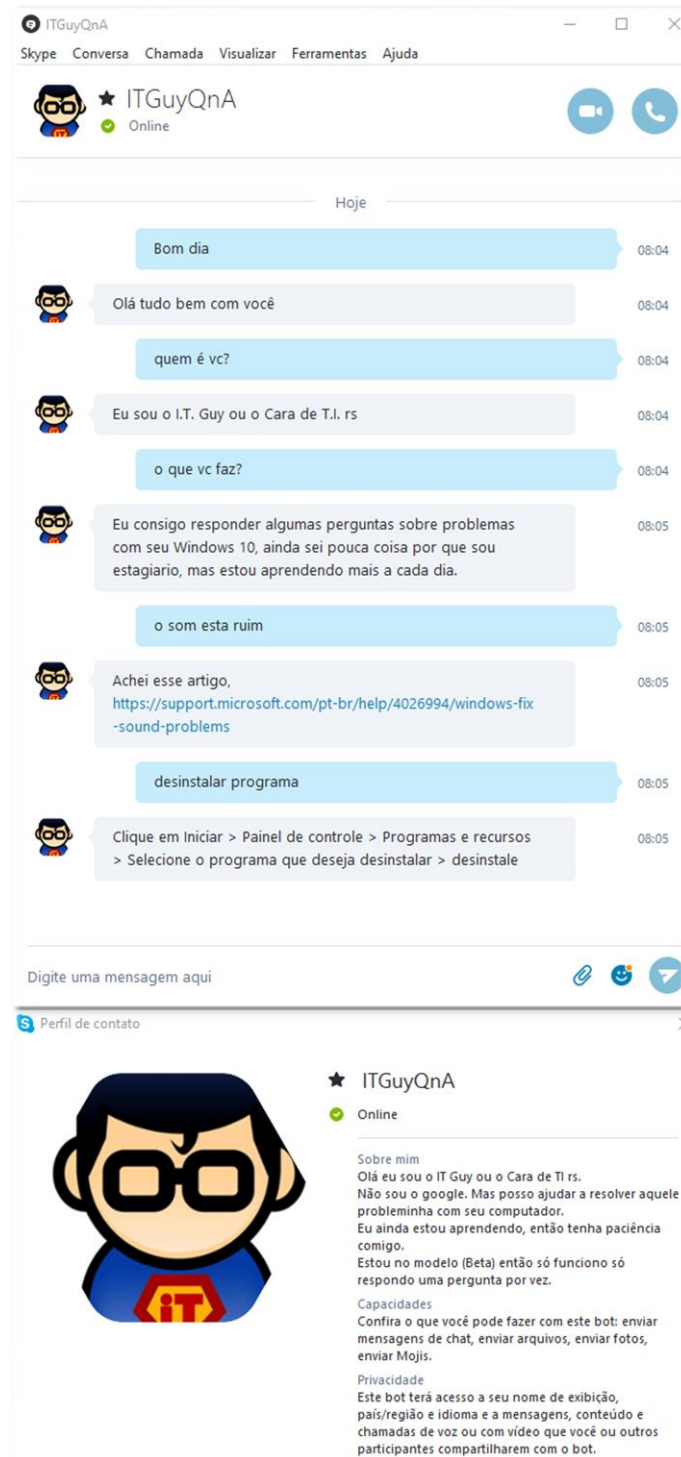 ITGuyQnA
Skype Conversa Chamada Visualizar Ferramentas Ajuda
ITGuyQnA
Online
Hoje
Bom dia
08:04
Olá tudo bem com você
08:04
quem é vc?
08:04
Eu sou o I.T. Guy ou o Cara de T.I. rs
08:04
o que vc faz?
08:04
Eu consigo responder algumas perguntas sobre problemas
08:05
com seu Windows 10, ainda sei pouca coisa por que sou
estagiario, mas estou aprendendo mais a cada dia.
o som esta ruim
08:05
Achei esse artigo,
08:05
https://support.microsoft.com/pt-br/help/4026994/windows-fix
-sound-problems
desinstalar programa
08:05
Clique em Iniciar > Painel de controle > Programas e recursos
08:05
> Selecione o programa que deseja desinstalar > desinstale
Digite uma mensagem aqui
Perfil de contato
ITGuyQnA
Online
Sobre mim
Olá eu sou o IT Guy ou o Cara de TI rs.
Não sou o google. Mas posso ajudar a resolver aquele
probleminha com seu computador.
Eu ainda estou aprendendo, então tenha paciência
comigo.
Estou no modelo (Beta) então só funciono só
respondo uma pergunta por vez.
Capacidades
Confira o que você pode fazer com este bot: enviar
mensagens de chat, enviar arquivos, enviar fotos,
enviar Mojis.
Privacidade
Este bot terá acesso a seu nome de exibição,
país/região e idioma e a mensagens, conteúdo e
chamadas de voz ou com vídeo que você ou outros
participantes compartilharem com o bot.
iT